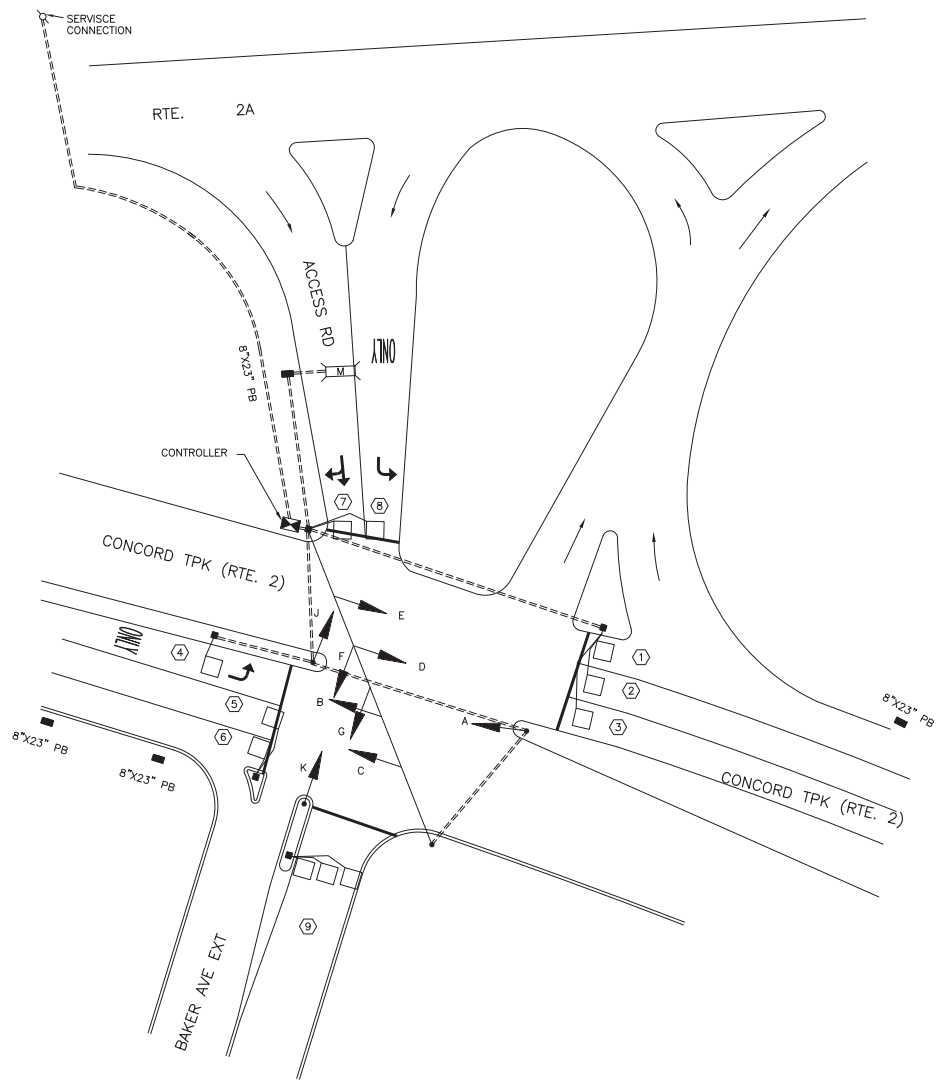 SERVISCE
CONNECTION
RTE. 2A
ACCESS RD
ONLY
8"X23" PB
M
CONTROLLER
7
8
CONCORD TPK (RTE. 2)
J
E
ONLY
4
F
D
1
2
5
B
A
3
8"X23" PB
6
G
8"X23" PB
C
K
8"X23" PB
CONCORD TPK (RTE. 2)
9
BAKER AVE EXT